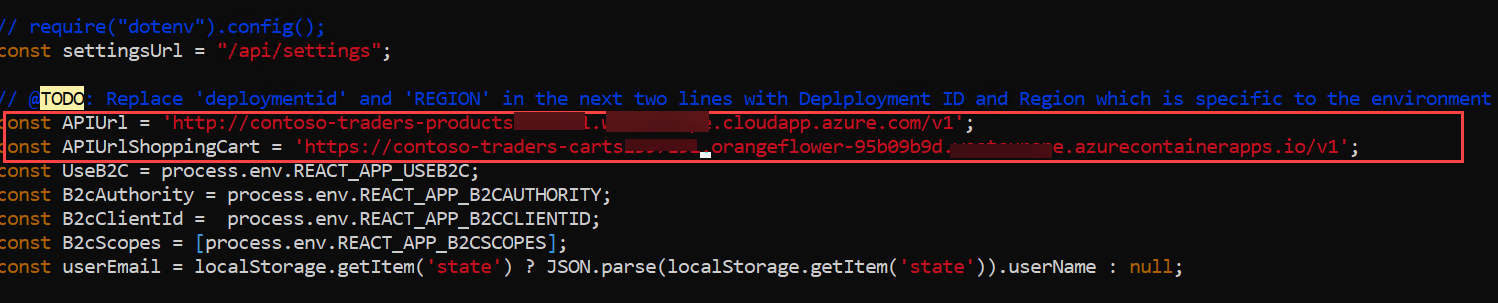 // require("dotenv").config();
const settingsUrl = "/api/settings";
// @TODO: Replace 'deploymentid' and 'REGION' in the next two lines with Deplployment ID and Region which is specific to the environment
const APIUrl = 'http://contoso-traders-products .cloudapp.azure.com/v1';
const APIUrlShoppingCart = 'https://contoso-traders-carts orangeflower-95b09b9d. .azurecontainerapps.io/v1';
const UseB2C = process.env.REACT_APP_USEB2C;
const B2cAuthority = process.env.REACT_APP_B2CAUTHORITY;
const B2cClientId =  process.env.REACT_APP_B2CCLIENTID;
const B2cScopes = [process.env.REACT_APP_B2CSCOPES];
const userEmail = localStorage.getItem('state') ? JSON.parse(localStorage.getItem('state')).userName : null;